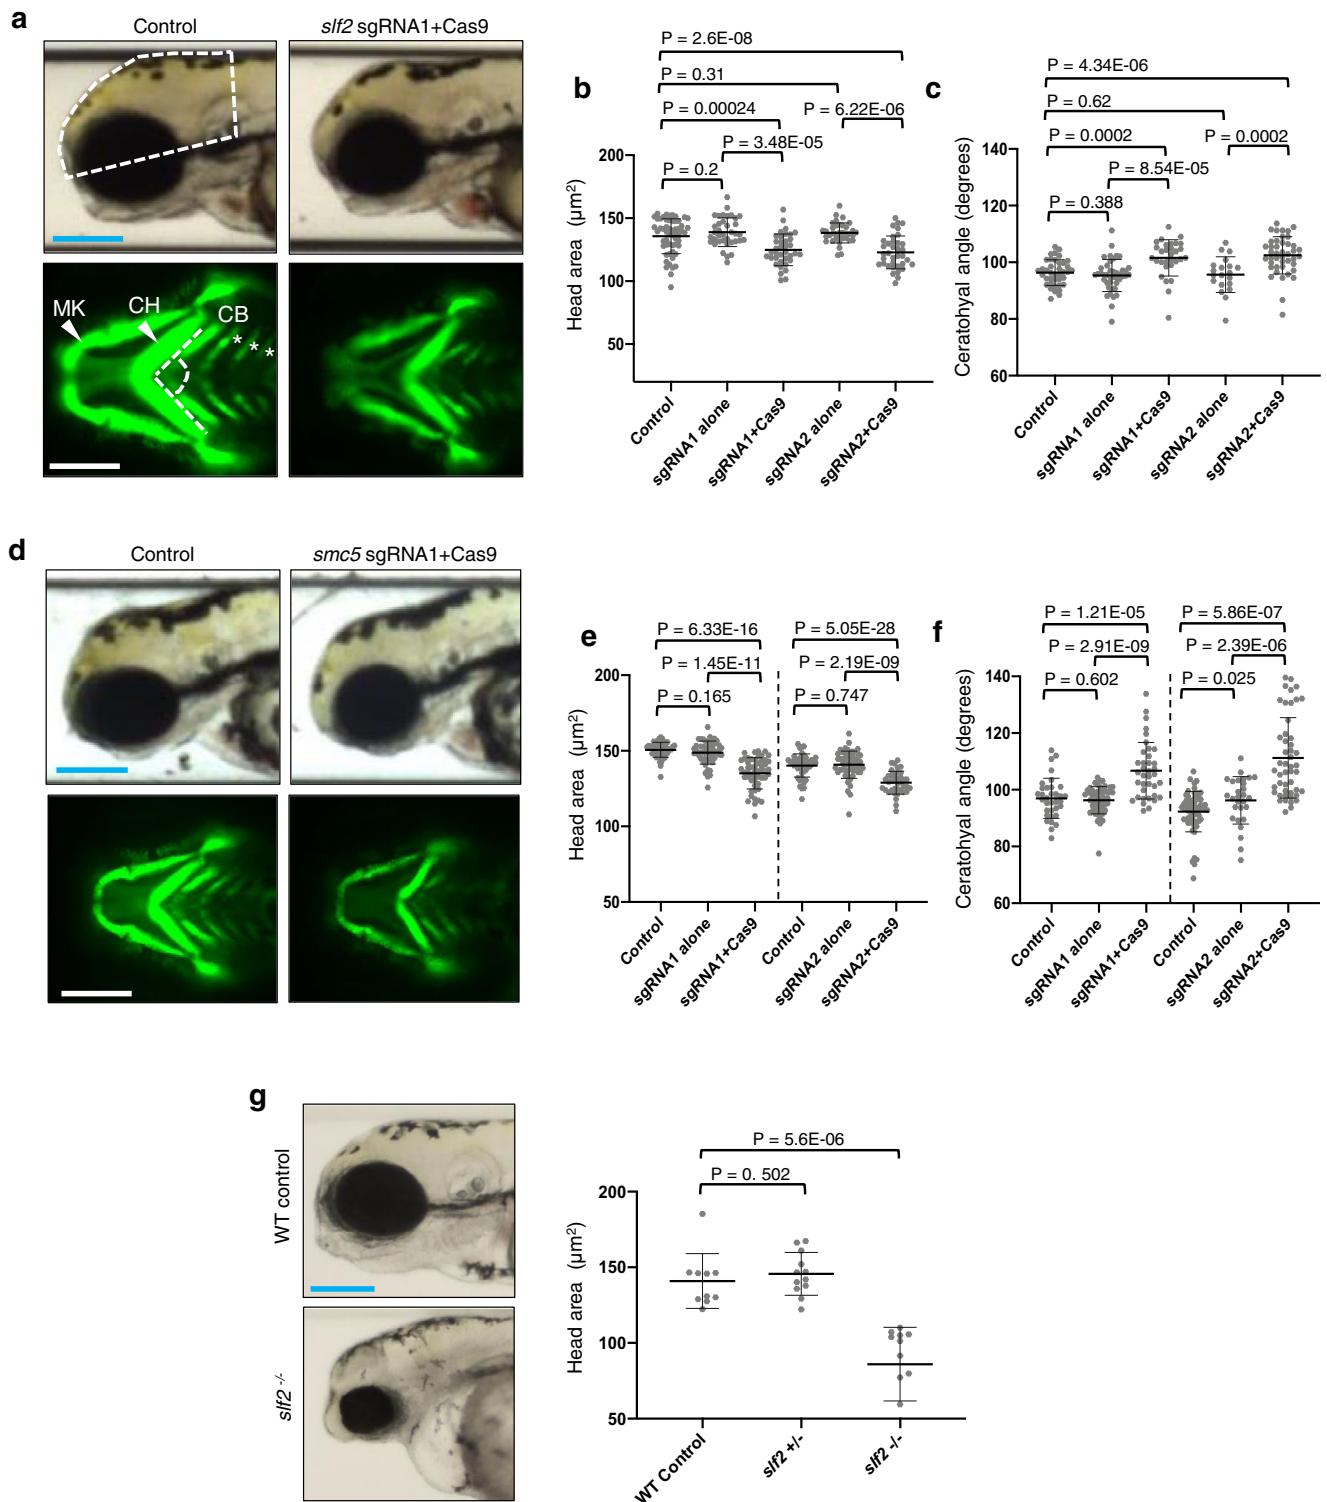 a
Control
slf2 sgRNA1+Cas9
MK
CH
CB
* * *
b
P = 2.6E-08
P = 0.31
P = 0.00024
P = 6.22E-06
P = 3.48E-05
P = 0.2
Head area (µm²)
200
150
100
50
Control
sgRNA1 alone
sgRNA1+Cas9
sgRNA2 alone
sgRNA2+Cas9
c
P = 4.34E-06
P = 0.62
P = 0.0002
P = 0.0002
P = 8.54E-05
P = 0.388
Ceratohyal angle (degrees)
140
120
100
80
60
Control
sgRNA1 alone
sgRNA1+Cas9
sgRNA2 alone
sgRNA2+Cas9
d
Control
smc5 sgRNA1+Cas9
e
P = 6.33E-16
P = 5.05E-28
P = 1.45E-11
P = 2.19E-09
P = 0.165
P = 0.747
Head area (µm²)
200
150
100
50
Control
sgRNA1 alone
sgRNA1+Cas9
Control
sgRNA2 alone
sgRNA2+Cas9
f
P = 1.21E-05
P = 5.86E-07
P = 2.91E-09
P = 2.39E-06
P = 0.602
P = 0.025
Ceratohyal angle (degrees)
140
120
100
80
60
Control
sgRNA1 alone
sgRNA1+Cas9
Control
sgRNA2 alone
sgRNA2+Cas9
g
WT control
slf2 -/-
P = 5.6E-06
P = 0. 502
Head area (µm²)
200
150
100
50
WT Control
slf2 +/-
slf2 -/-